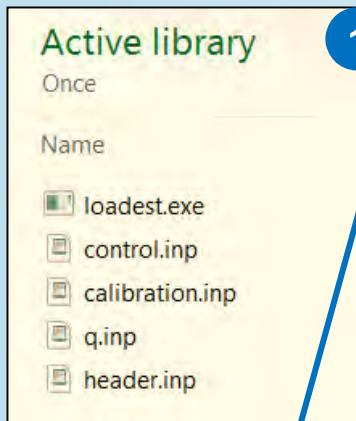 Active library
1
Once
Name
loadest.exe
control.inp
calibration.inp
q.inp
header.inp